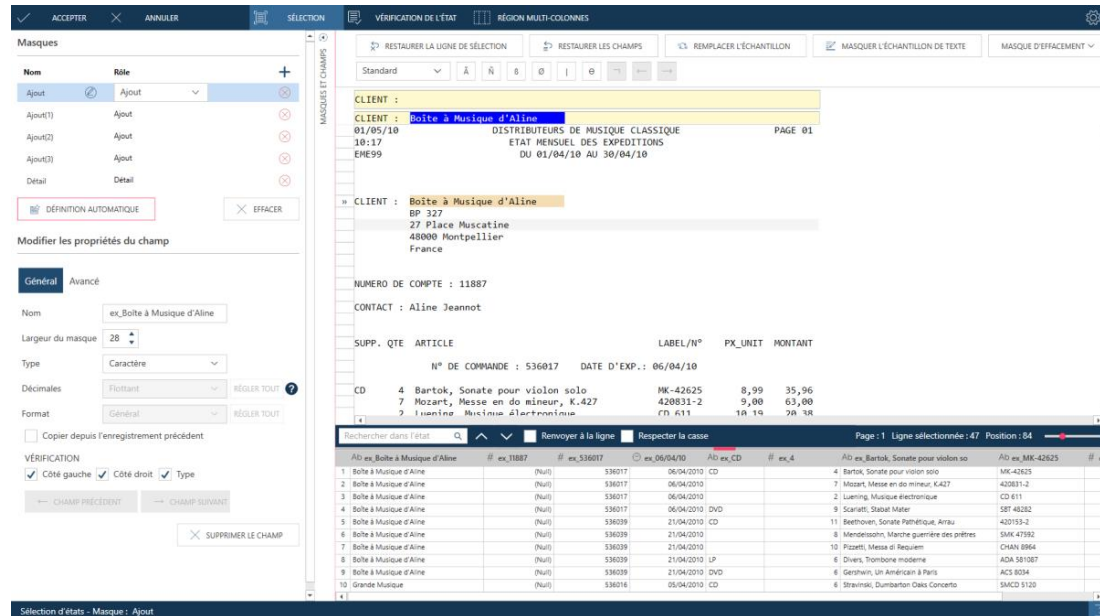 ACCEPTER ANNULER SÉLECTION VÉRIFICATION DE L'ÉTAT RÉGION MULTI-COLONNES
Masques
Nom Rôle
Ajout Ajout
Ajout(1) Ajout
Ajout(2) Ajout
Ajout(3) Ajout
Détail Détail
DÉFINITION AUTOMATIQUE EFFACER
Modifier les propriétés du champ
Général Avancé
Nom ex_Boîte à Musique d'Aline
Largeur du masque 28
Type Caractère
Décimales Flottant RÉGLER TOUT ?
Format Général RÉGLER TOUT
Copier depuis l'enregistrement précédent
VÉRIFICATION
Côté gauche Côté droit Type
CHAMP PRÉCÉDENT CHAMP SUIVANT
SUPPRIMER LE CHAMP
MASQUES ET CHAMPS
RESTAURER LA LIGNE DE SÉLECTION RESTAURER LES CHAMPS REMPLACER L'ÉCHANTILLON MASQUER L'ÉCHANTILLON DE TEXTE MASQUE D'EFFACEMENT
Standard Ã Ñ ß Ø | ɵ ¬
CLIENT :
CLIENT : Boîte à Musique d'Aline
01/05/10 DISTRIBUTEURS DE MUSIQUE CLASSIQUE PAGE 01
10:17 ETAT MENSUEL DES EXPEDITIONS
EME99 DU 01/04/10 AU 30/04/10
CLIENT : Boîte à Musique d'Aline
BP 327
27 Place Muscatine
48000 Montpellier
France
NUMERO DE COMPTE : 11887
CONTACT : Aline Jeannot
SUPP. QTE ARTICLE LABEL/N° PX_UNIT MONTANT
N° DE COMMANDE : 536017 DATE D'EXP.: 06/04/10
CD 4 Bartok, Sonate pour violon solo MK-42625 8,99 35,96
7 Mozart, Messe en do mineur, K.427 420831-2 9,00 63,00
2 Luening, Musique électronique CD 611 10,19 20,38
Rechercher dans l'état Renvoyer à la ligne Respecter la casse Page : 1 Ligne sélectionnée : 47 Position : 84
Ab ex_Boîte à Musique d'Aline # ex_11887 # ex_536017 ex_06/04/10 Ab ex_CD # ex_4 Ab ex_Bartok, Sonate pour violon so Ab ex_MK-42625 #
1 Boîte à Musique d'Aline (Null) 536017 06/04/2010 CD 4 Bartok, Sonate pour violon solo MK-42625
2 Boîte à Musique d'Aline (Null) 536017 06/04/2010 7 Mozart, Messe en do mineur, K.427 420831-2
3 Boîte à Musique d'Aline (Null) 536017 06/04/2010 2 Luening, Musique électronique CD 611
4 Boîte à Musique d'Aline (Null) 536017 06/04/2010 DVD 9 Scarlatti, Stabat Mater SBT 48282
5 Boîte à Musique d'Aline (Null) 536039 21/04/2010 CD 11 Beethoven, Sonate Pathétique, Arrau 420153-2
6 Boîte à Musique d'Aline (Null) 536039 21/04/2010 8 Mendelssohn, Marche guerrière des prêtres SMK 47592
7 Boîte à Musique d'Aline (Null) 536039 21/04/2010 10 Pizzetti, Messa di Requiem CHAN 8964
8 Boîte à Musique d'Aline (Null) 536039 21/04/2010 LP 6 Divers, Trombone moderne ADA 581087
9 Boîte à Musique d'Aline (Null) 536039 21/04/2010 DVD 6 Gershwin, Un Américain à Paris ACS 8034
10 Grande Musique (Null) 536016 05/04/2010 CD 6 Stravinski, Dumbarton Oaks Concerto SMCD 5120
Sélection d'états - Masque : Ajout